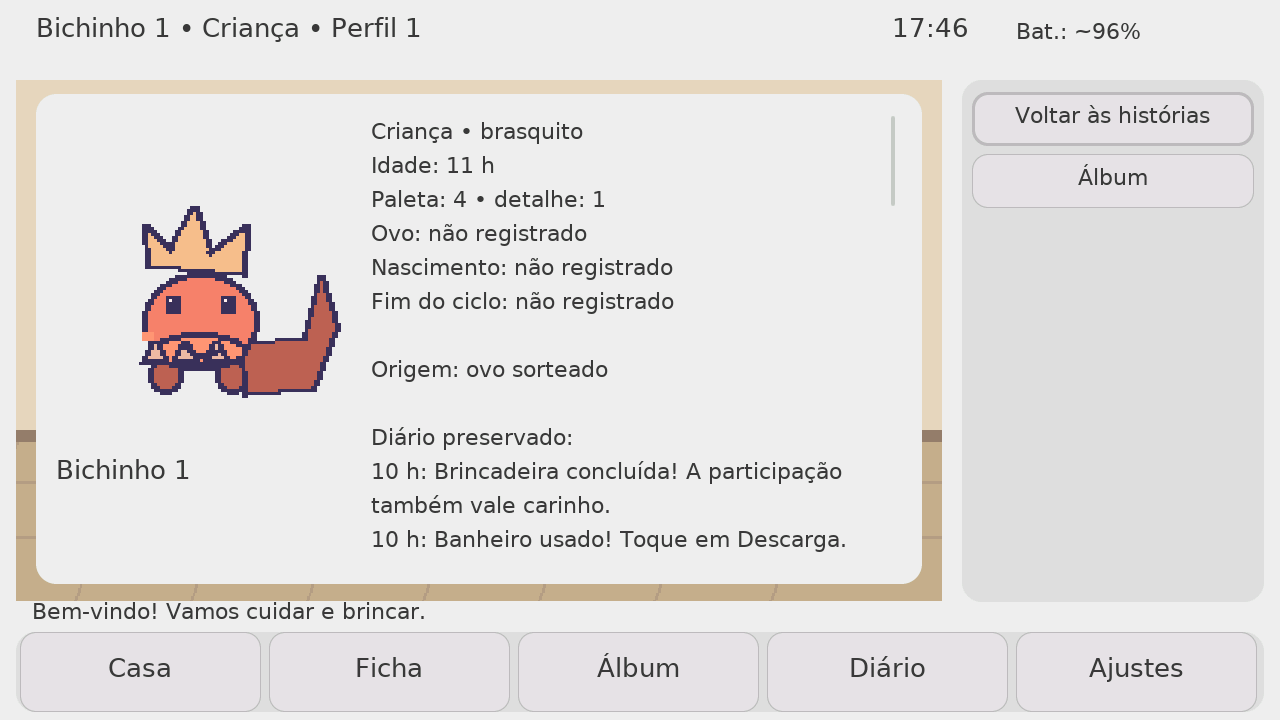 Bichinho 1 • Criança • Perfil 1
17:46
Bat.: ~96%
Criança • brasquito
Idade: 11 h
Paleta: 4 • detalhe: 1
Ovo: não registrado
Nascimento: não registrado
Fim do ciclo: não registrado
Origem: ovo sorteado
Diário preservado:
10 h: Brincadeira concluída! A participação
também vale carinho.
10 h: Banheiro usado! Toque em Descarga.
Bichinho 1
Voltar às histórias
Álbum
Bem-vindo! Vamos cuidar e brincar.
Casa
Ficha
Álbum
Diário
Ajustes